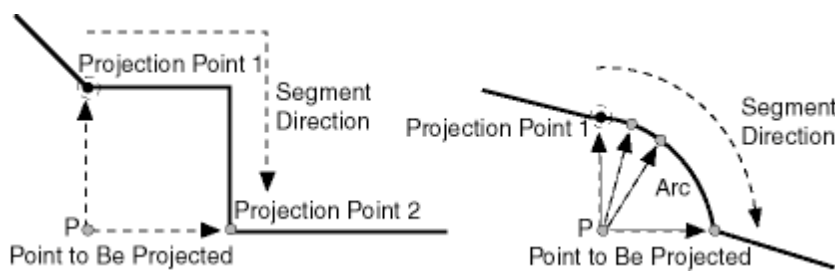 Projection Point 1
Segment
Direction
P
Projection Point 2
Point to Be Projected
Segment
Direction
Projection Point 1
Arc
P
Point to Be Projected